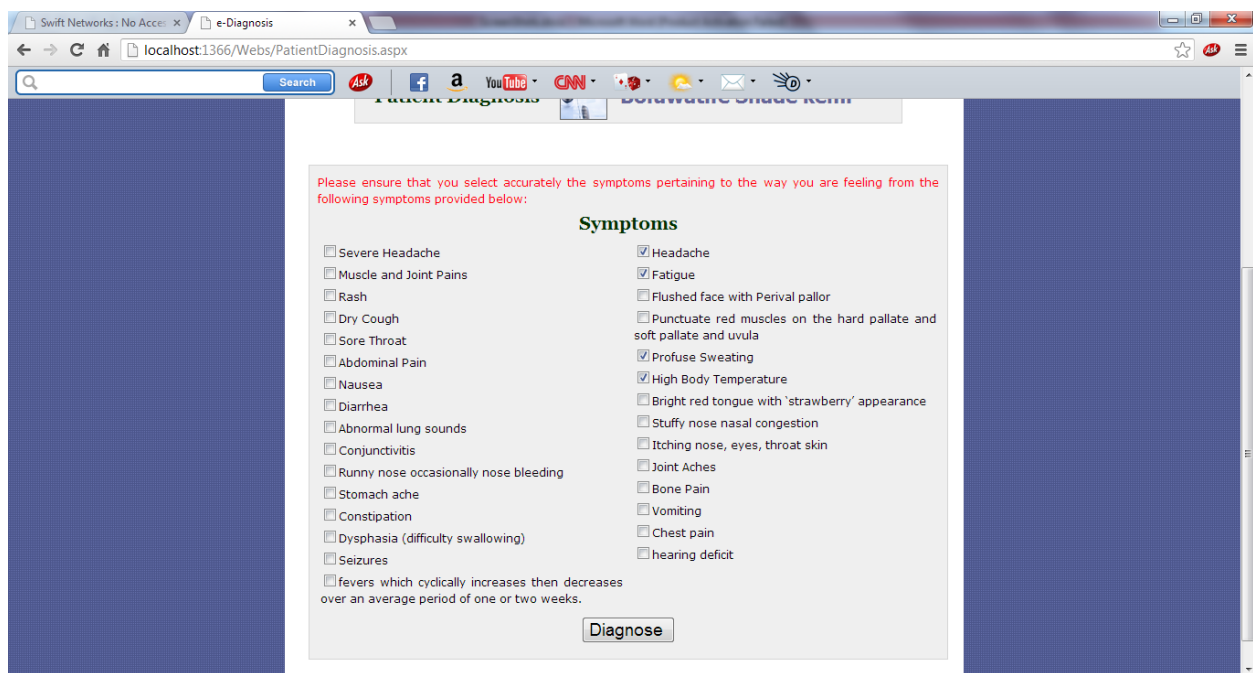 Swift Networks : No Acces
e-Diagnosis
localhost:1366/Webs/PatientDiagnosis.aspx
Search Ask a YouTube CNN
Patient Diagnosis
Please ensure that you select accurately the symptoms pertaining to the way you are feeling from the
following symptoms provided below:
Symptoms
Severe Headache
Muscle and Joint Pains
Rash
Dry Cough
Sore Throat
Abdominal Pain
Nausea
Diarrhea
Abnormal lung sounds
Conjunctivitis
Runny nose occasionally nose bleeding
Stomach ache
Constipation
Dysphasia (difficulty swallowing)
Seizures
fevers which cyclically increases then decreases
over an average period of one or two weeks.
Headache
Fatigue
Flushed face with Perival pallor
Punctuate red muscles on the hard pallate and
soft pallate and uvula
Profuse Sweating
High Body Temperature
Bright red tongue with ‘strawberry’ appearance
Stuffy nose nasal congestion
Itching nose, eyes, throat skin
Joint Aches
Bone Pain
Vomiting
Chest pain
hearing deficit
Diagnose